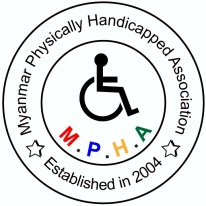 Myanmar Physically Handicapped Association
M.P.H.A
Established in 2004